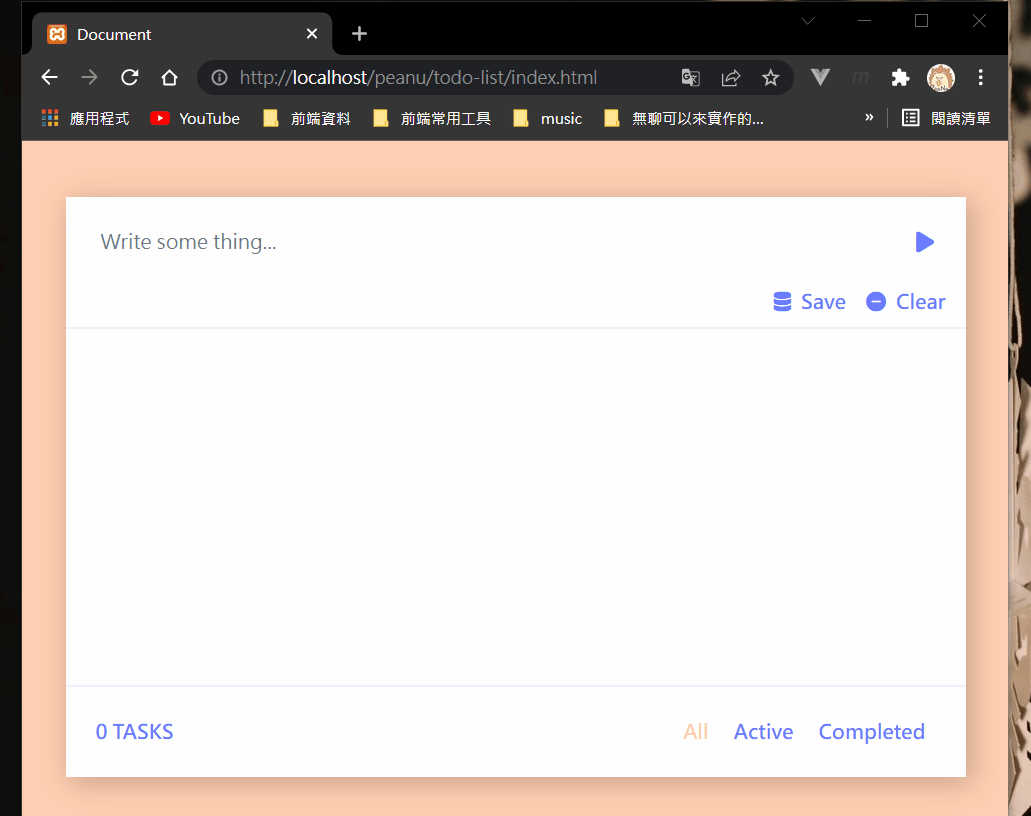 Document
http://localhost/peanu/todo-list/index.html
應用程式 YouTube 前端資料 前端常用工具 music 無聊可以來實作的... » 閱讀清單
Write some thing...
Save Clear
0 TASKS All Active Completed